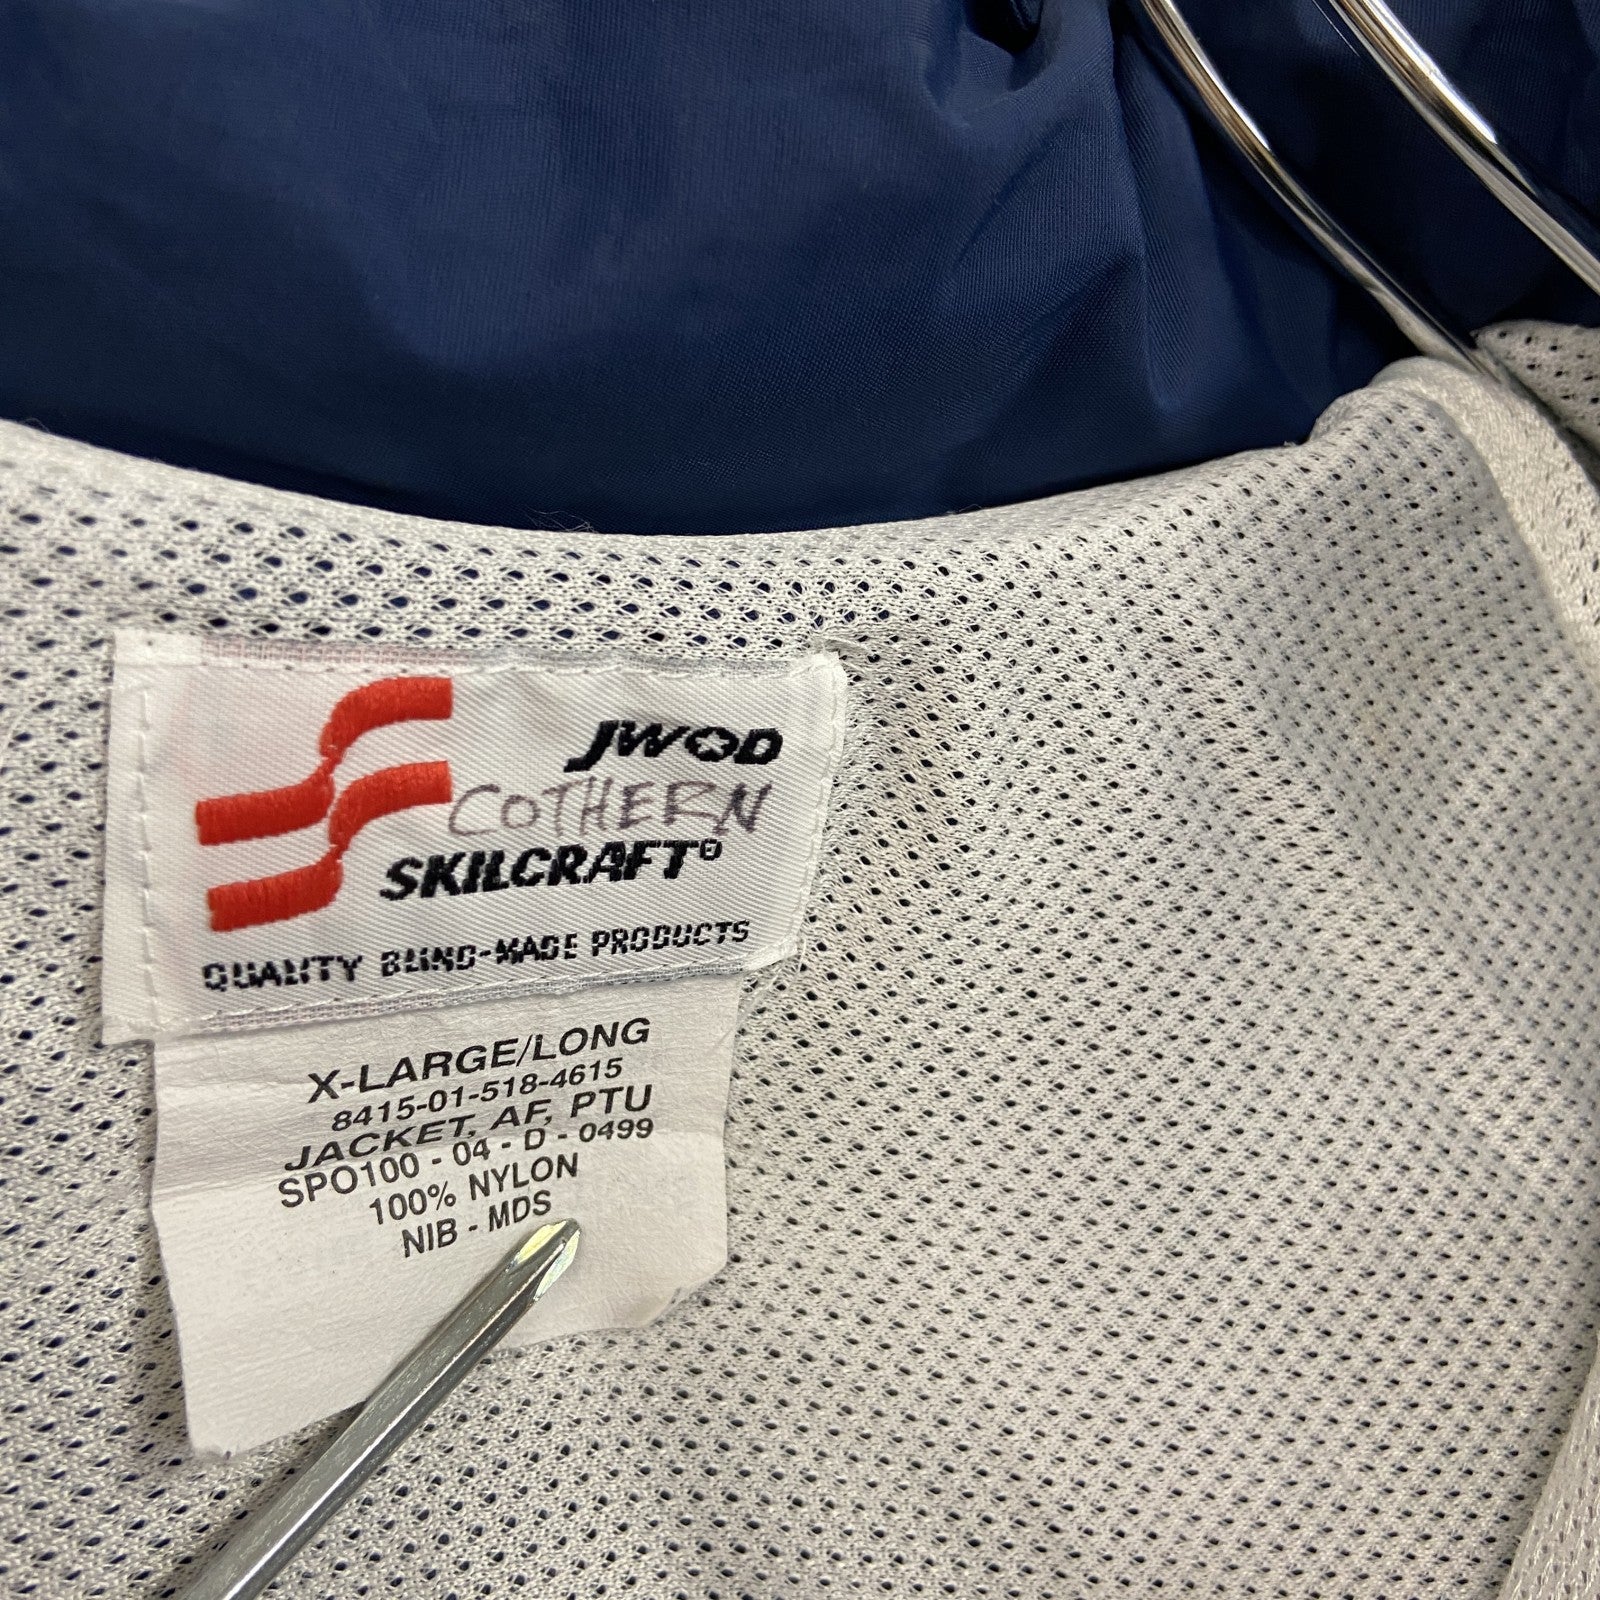 JWOD
COTHERN
SKILCRAFT®
QUALITY BLIND-MADE PRODUCTS
X-LARGE/LONG
8415-01-518-4615
JACKET, AF, PTU
SPO100 - 04 - D - 0499
100% NYLON
NIB - MDS